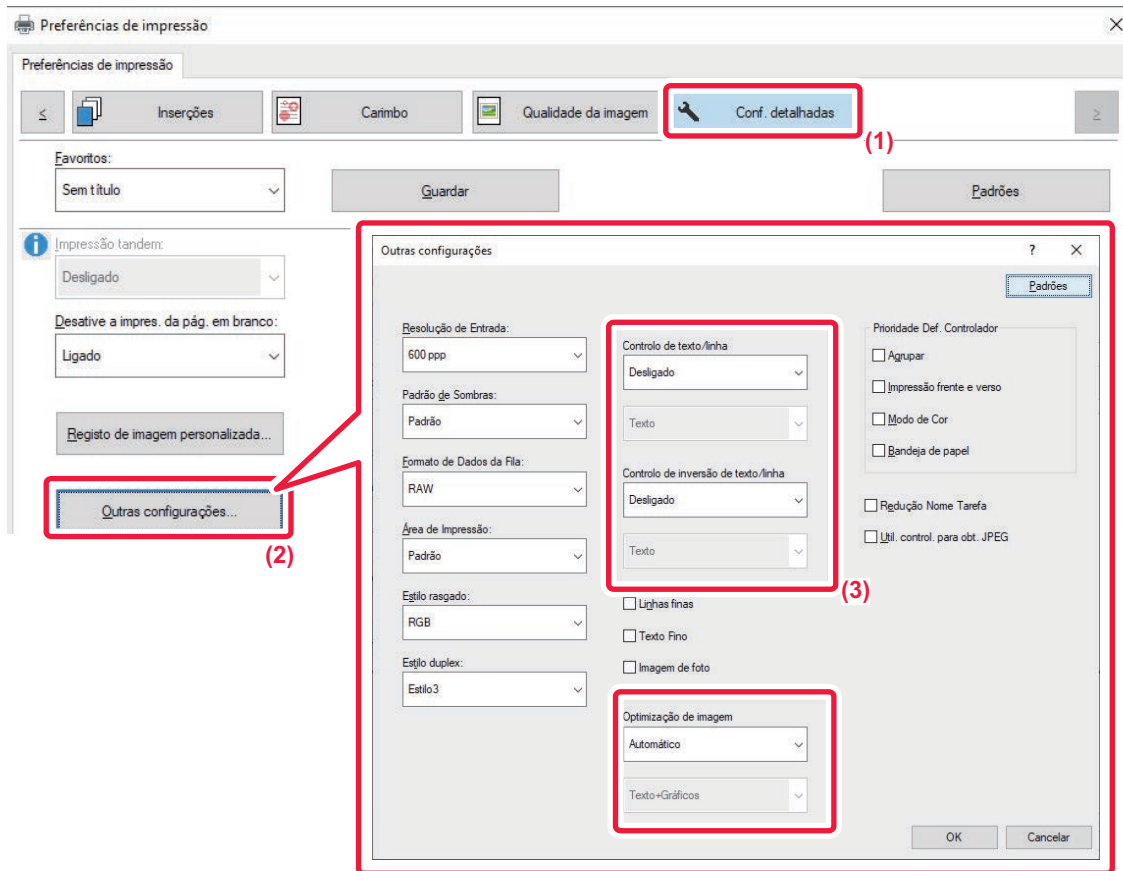 Preferências de impressão
Preferências de impressão
Inserções
Carimbo
Qualidade da imagem
Conf. detalhadas
(1)
Favoritos:
Sem título
Guardar
Padrões
Impressão tandem:
Desligado
Desative a impres. da pág. em branco:
Ligado
Registo de imagem personalizada...
Outras configurações...
(2)
Outras configurações
?
Padrões
Resolução de Entrada:
600 ppp
Padrão de Sombras:
Padrão
Formato de Dados da Fila:
RAW
Área de Impressão:
Padrão
Estilo rasgado:
RGB
Estilo duplex:
Estilo3
Controlo de texto/linha
Desligado
Texto
Controlo de inversão de texto/linha
Desligado
Texto
(3)
Linhas finas
Texto Fino
Imagem de foto
Optimização de imagem
Automático
Texto+Gráficos
Prioridade Def. Controlador
Agrupar
Impressão frente e verso
Modo de Cor
Bandeja de papel
Redução Nome Tarefa
Util. control. para obt. JPEG
OK
Cancelar